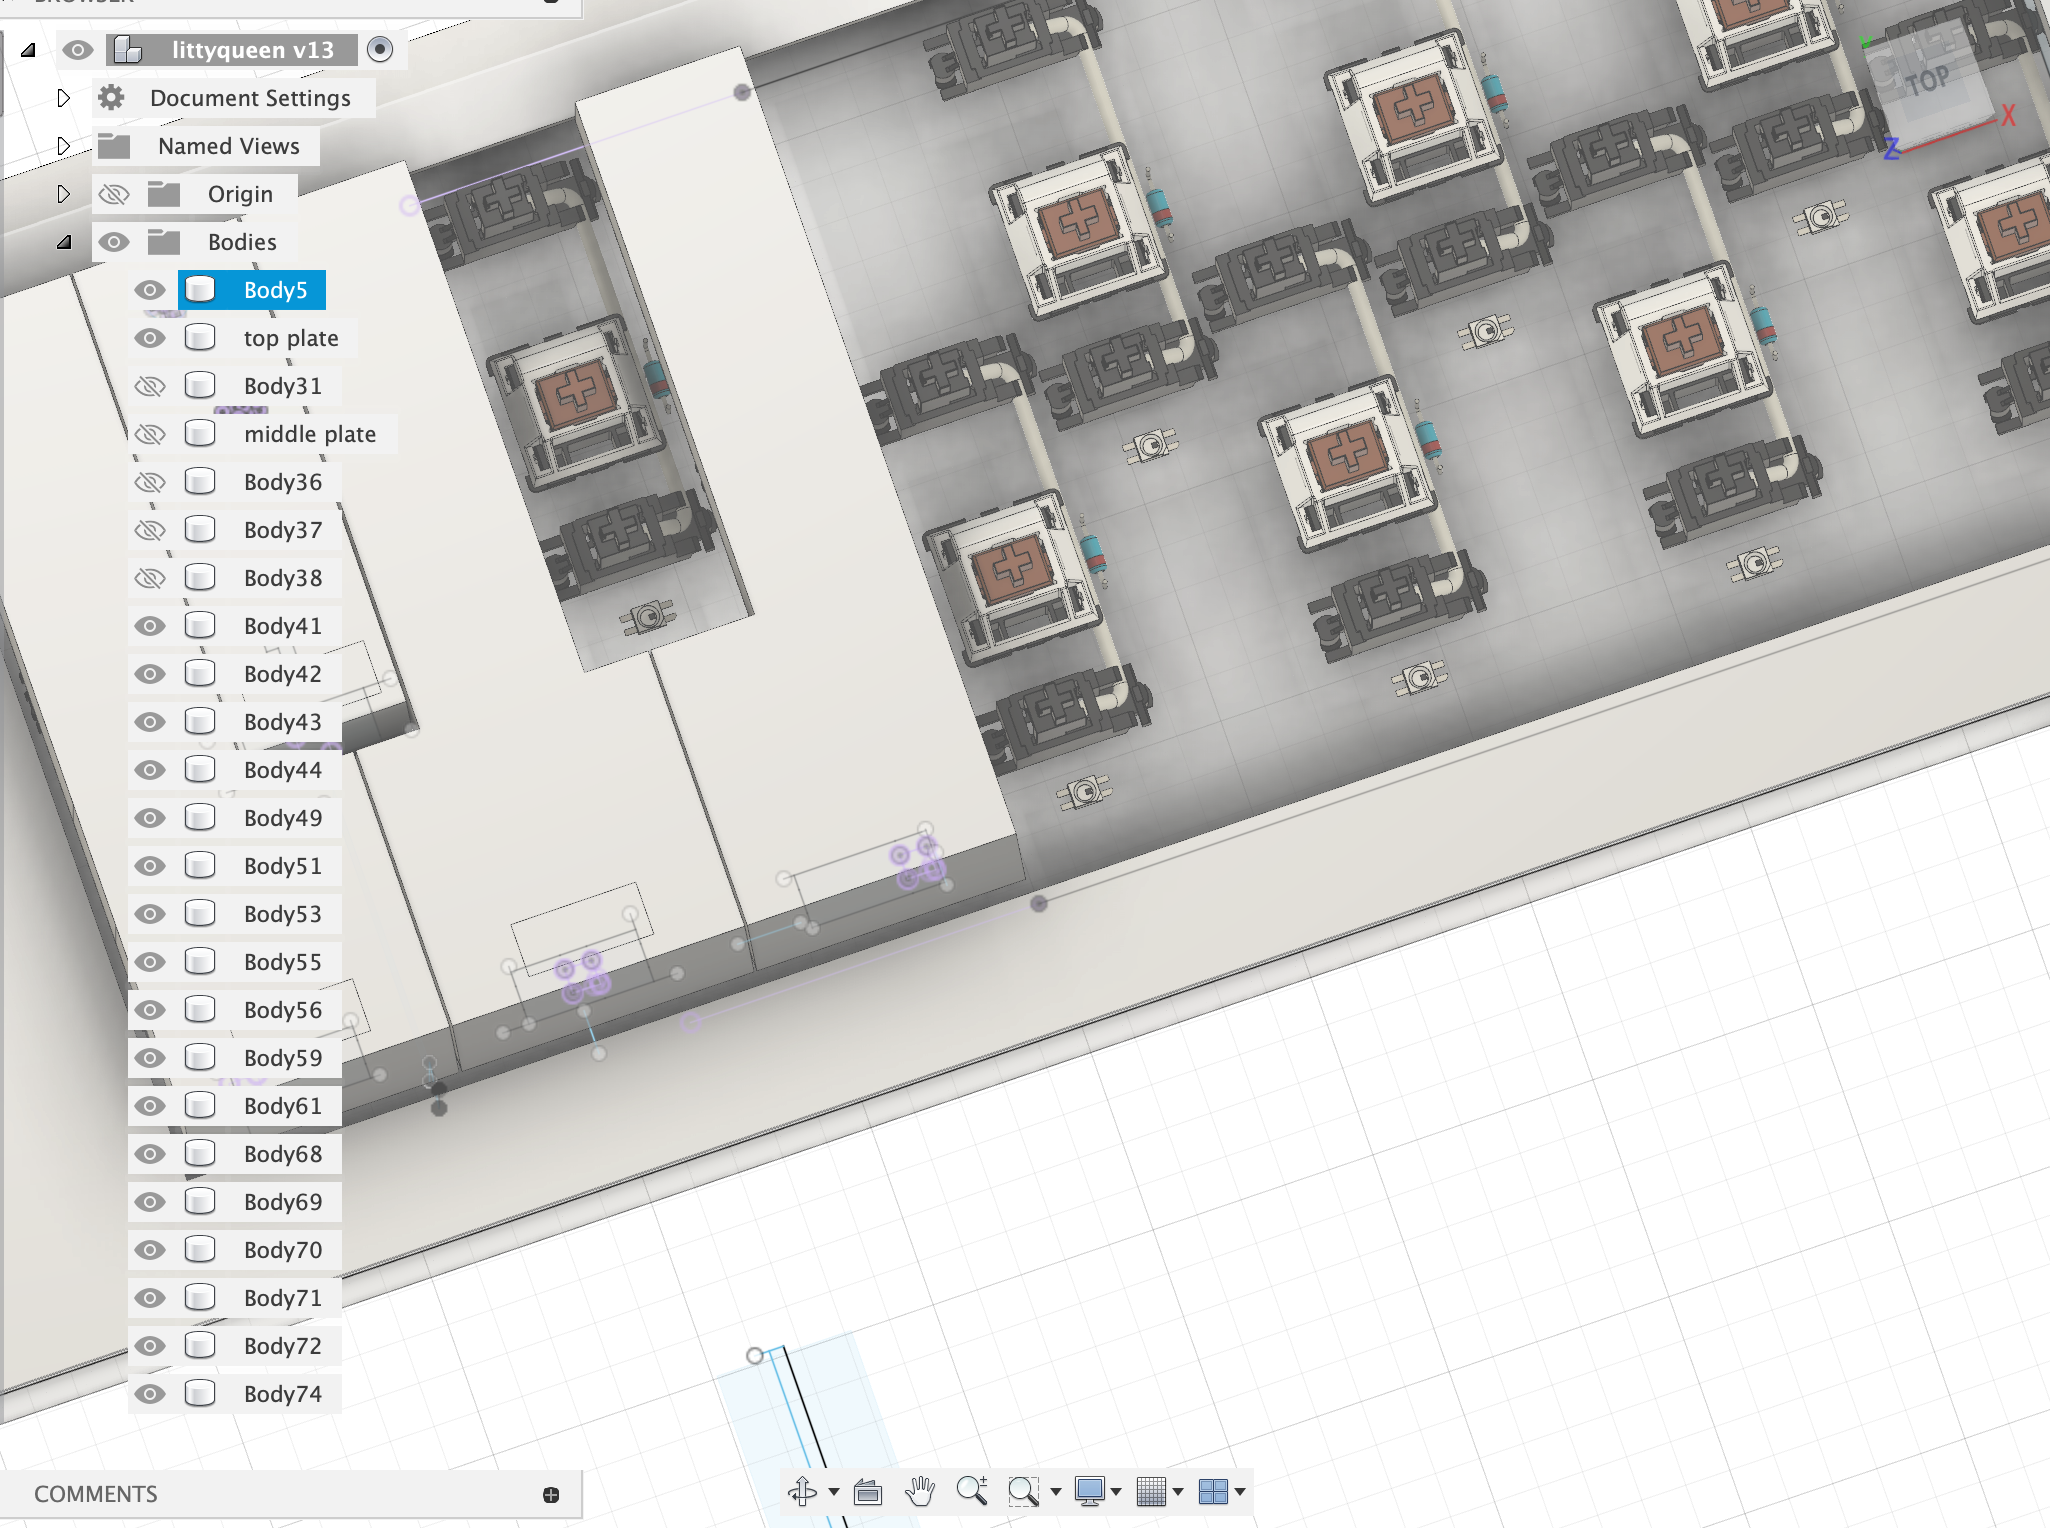 BROWSER
littyqueen v13
Document Settings
Named Views
Origin
Bodies
Body5
top plate
Body31
middle plate
Body36
Body37
Body38
Body41
Body42
Body43
Body44
Body49
Body51
Body53
Body55
Body56
Body59
Body61
Body68
Body69
Body70
Body71
Body72
Body74
TOP
X
Y
Z
COMMENTS